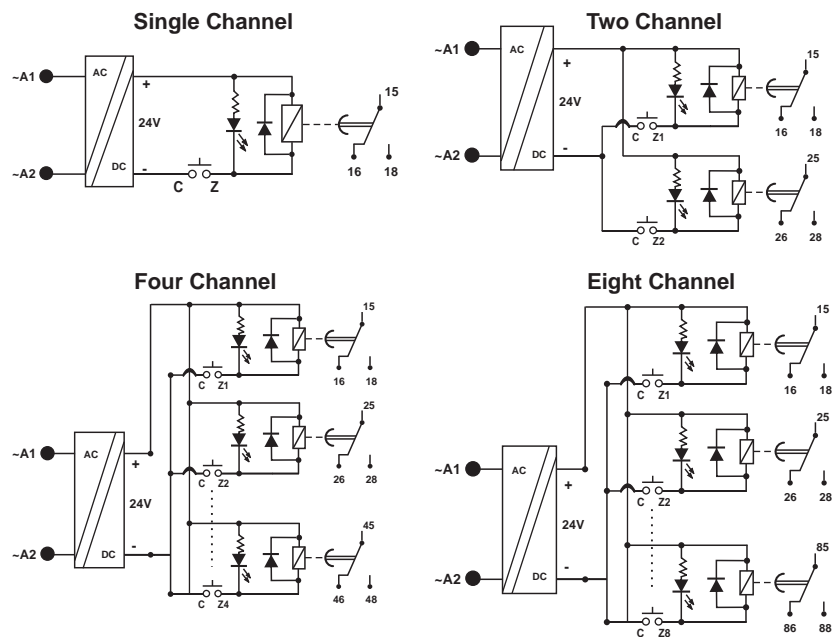 Single Channel
~A1
AC
+
24V
15
~A2
DC
-
C Z
16 18
Two Channel
~A1
AC
+
24V
15
C Z1
16 18
~A2
DC
-
25
C Z2
26 28
Four Channel
15
C Z1
16 18
25
~A1
AC
+
C Z2
26 28
24V
45
~A2
DC
-
C Z4
46 48
Eight Channel
15
C Z1
16 18
25
~A1
AC
+
C Z2
26 28
24V
85
~A2
DC
-
C Z8
86 88